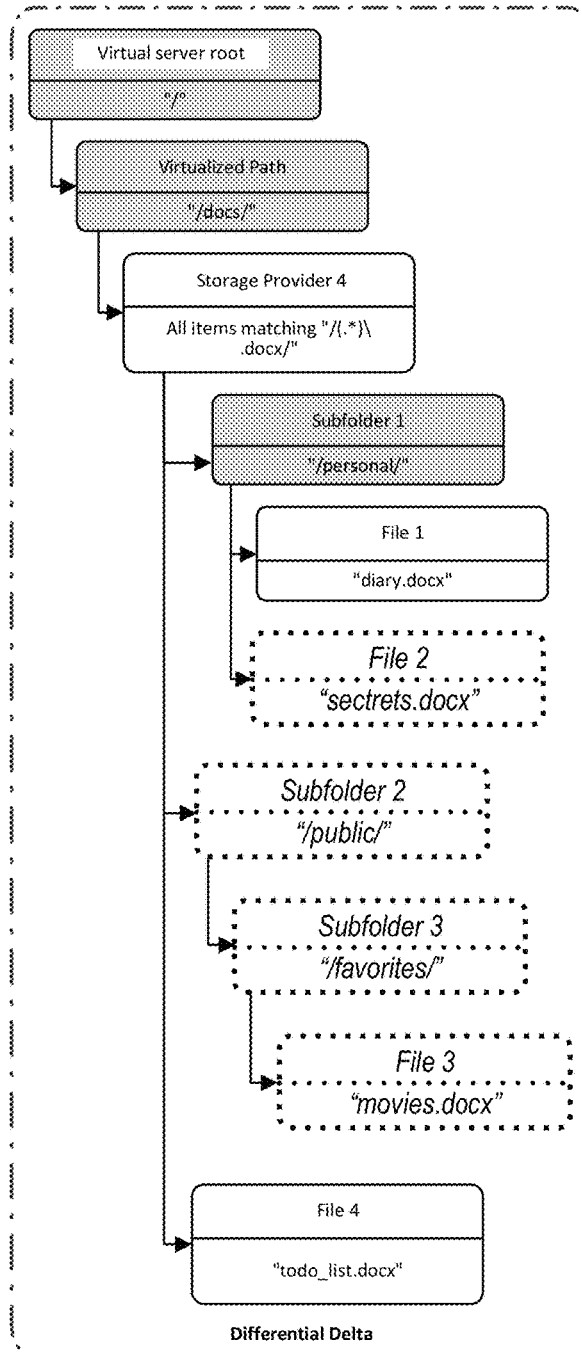 Virtual server root
"/"
Virtualized Path
"/docs/"
Storage Provider 4
All items matching "/(.*)\
.docx/"
Subfolder 1
"/personal/"
File 1
"diary.docx"
File 2
“sectrets.docx”
Subfolder 2
“/public/”
Subfolder 3
“/favorites/”
File 3
“movies.docx”
File 4
"todo_list.docx"
Differential Delta